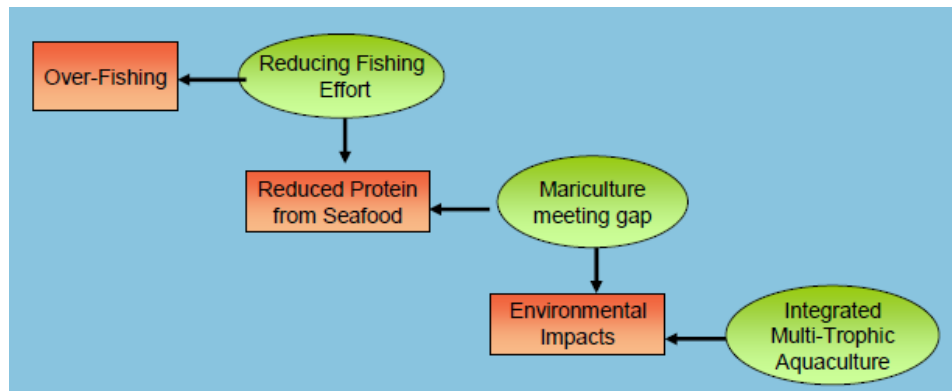 Over-Fishing
Reducing Fishing
Effort
Reduced Protein
from Seafood
Mariculture
meeting gap
Environmental
Impacts
Integrated
Multi-Trophic
Aquaculture